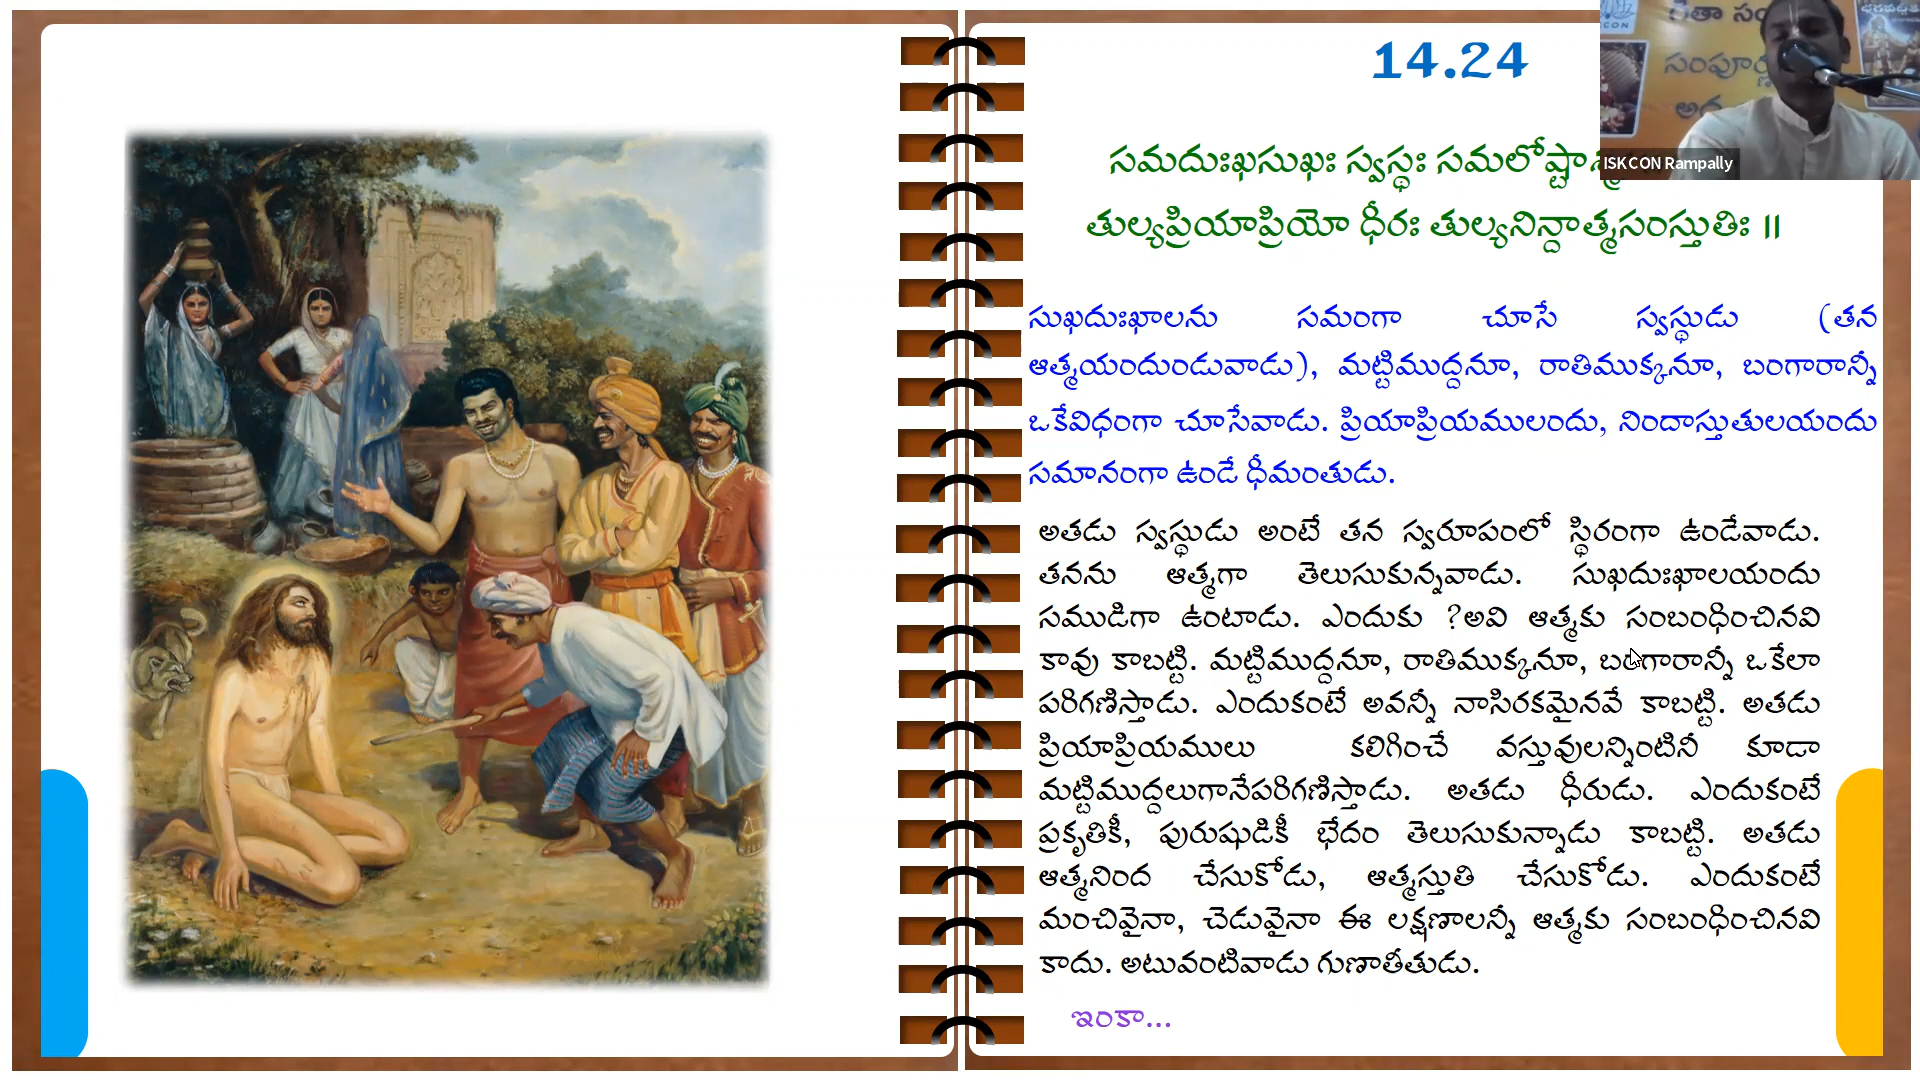 14.24
సమదుఃఖసుఖః స్వస్థః
తుల్యప్రియాప్రియో ధీరః తుల్యనిన్దాత్మసంస్తుతిః ॥
సుఖదుఃఖాలను సమంగా చూసే స్వస్థుడు (తన
ఆత్మయందుండువాడు), మట్టిముద్దనూ, రాతిముక్కనూ, బంగారాన్నీ
ఒకేవిధంగా చూసేవాడు. ప్రియాప్రియములందు, నిందాస్తుతులయందు
సమానంగా ఉండే ధీమంతుడు.
అతడు స్వస్థుడు అంటే తన స్వరూపంలో స్థిరంగా ఉండేవాడు.
తనను ఆత్మగా తెలుసుకున్నవాడు. సుఖదుఃఖాలయందు
సముడిగా ఉంటాడు. ఎందుకు ?అవి ఆత్మకు సంబంధించినవి
కావు కాబట్టి. మట్టిముద్దనూ, రాతిముక్కనూ, బంగారాన్నీ ఒకేలా
పరిగణిస్తాడు. ఎందుకంటే అవన్నీ నాసిరకమైనవే కాబట్టి. అతడు
ప్రియాప్రియములు కలిగించే వస్తువులన్నింటినీ కూడా
మట్టిముద్దలుగానేపరిగణిస్తాడు. అతడు ధీరుడు. ఎందుకంటే
ప్రకృతికీ, పురుషుడికీ భేదం తెలుసుకున్నాడు కాబట్టి. అతడు
ఆత్మనింద చేసుకోడు, ఆత్మస్తుతి చేసుకోడు. ఎందుకంటే
మంచివైనా, చెడువైనా ఈ లక్షణాలన్నీ ఆత్మకు సంబంధించినవి
కాదు. అటువంటివాడు గుణాతీతుడు.
ఇంకా...
ISKCON Rampally